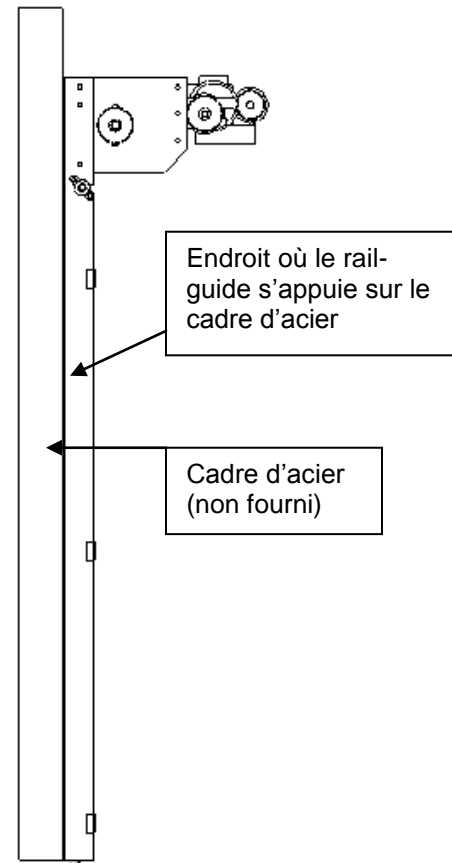 Endroit où le rail-
guide s’appuie sur le
cadre d’acier
Cadre d’acier
(non fourni)